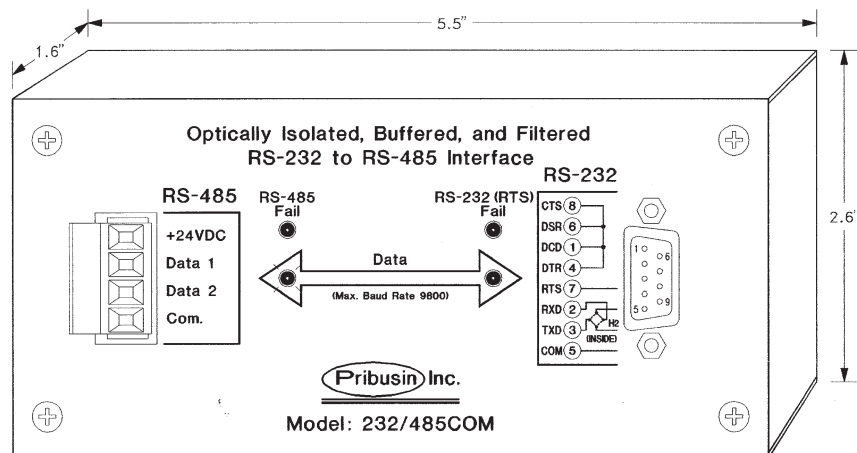 5.5"
1.6"
2.6"
Optically Isolated, Buffered, and Filtered
RS-232 to RS-485 Interface
RS-485
+24VDC
Data 1
Data 2
Com.
RS-485
Fail
RS-232 (RTS)
Fail
Data
(Max. Baud Rate 9600)
RS-232
CTS 8
DSR 6
DCD 1
DTR 4
RTS 7
RXD 2
TXD 3
COM 5
H2
(INSIDE)
1
6
5
9
Pribusin Inc.
Model: 232/485COM